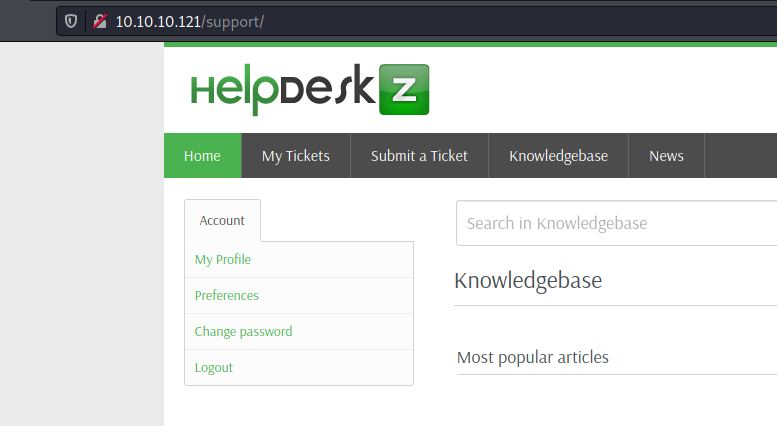 10.10.10.121/support/
HelpDesk Z
Home My Tickets Submit a Ticket Knowledgebase News
Account
My Profile
Preferences
Change password
Logout
Search in Knowledgebase
Knowledgebase
Most popular articles